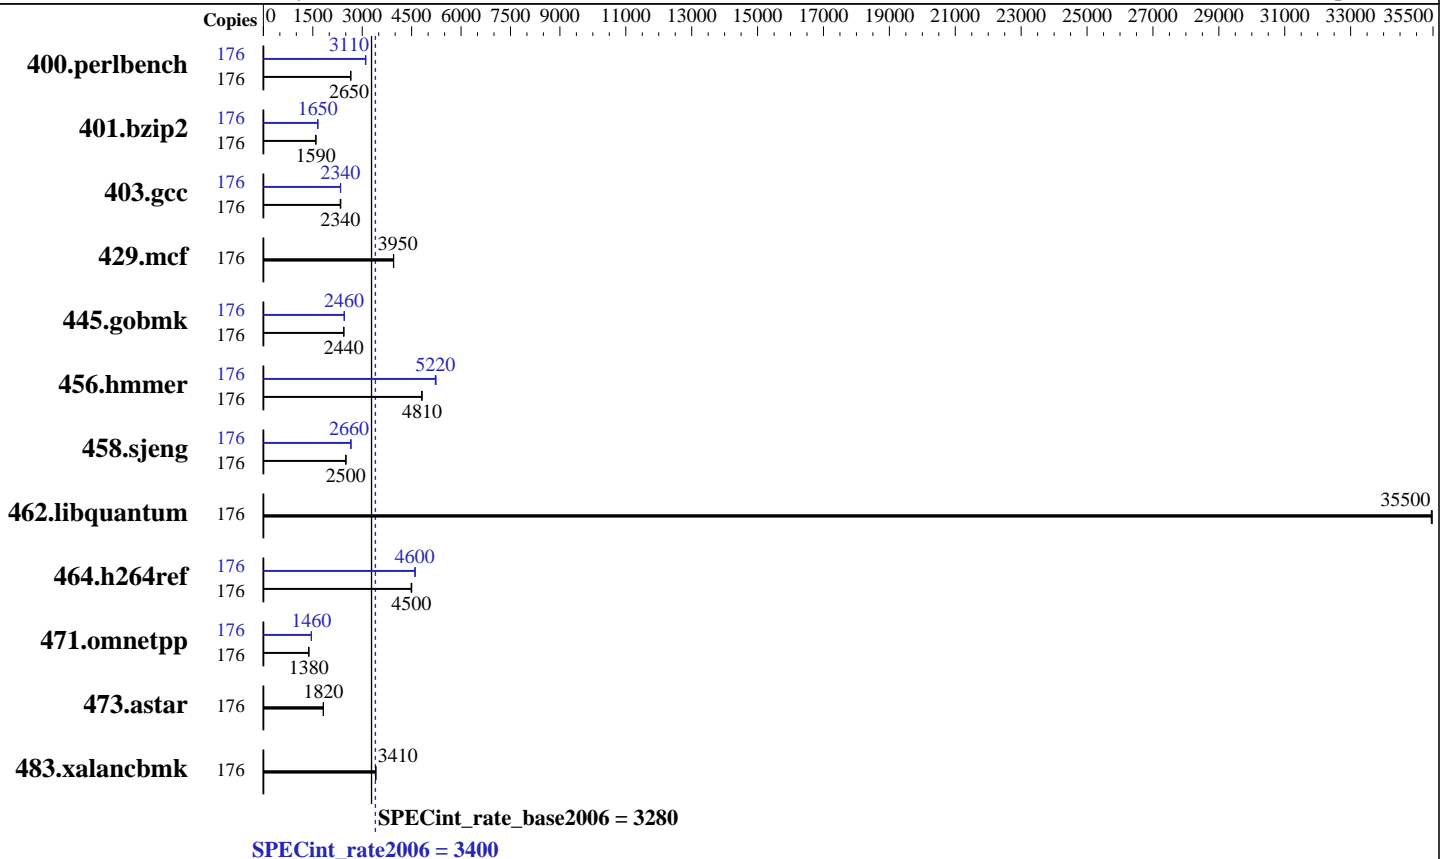 Copies 0 1500 3000 4500 6000 7500 9000 11000 13000 15000 17000 19000 21000 23000 25000 27000 29000 31000 33000 35500
3110
400.perlbench 176
176
2650
1650
401.bzip2 176
176
1590
2340
403.gcc 176
176
2340
3950
429.mcf 176
2460
445.gobmk 176
176
2440
5220
456.hmmer 176
176
4810
2660
458.sjeng 176
176
2500
35500
462.libquantum 176
4600
464.h264ref 176
176
4500
1460
471.omnetpp 176
176
1380
1820
473.astar 176
3410
483.xalancbmk 176
SPECint_rate_base2006 = 3280
SPECint_rate2006 = 3400